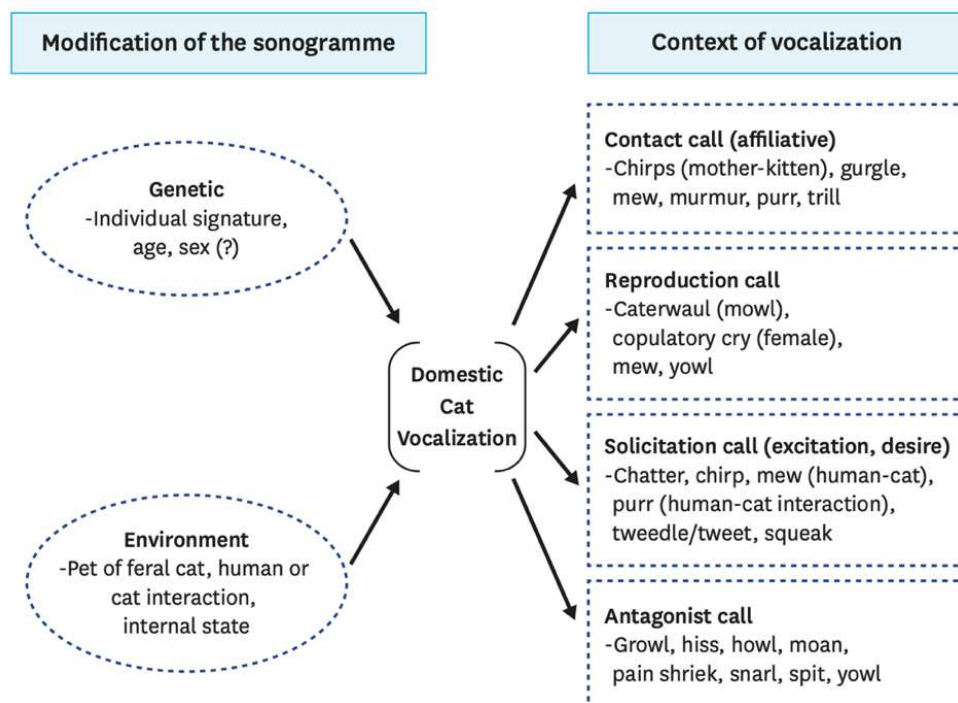 Modification of the sonogramme
Context of vocalization
Genetic
-Individual signature,
age, sex (?)
Environment
-Pet of feral cat, human or
cat interaction,
internal state
Domestic
Cat
Vocalization
Contact call (affiliative)
-Chirps (mother-kitten), gurgle,
mew, murmur, purr, trill
Reproduction call
-Caterwaul (mowl),
copulatory cry (female),
mew, yowl
Solicitation call (excitation, desire)
-Chatter, chirp, mew (human-cat),
purr (human-cat interaction),
tweedle/tweet, squeak
Antagonist call
-Growl, hiss, howl, moan,
pain shriek, snarl, spit, yowl